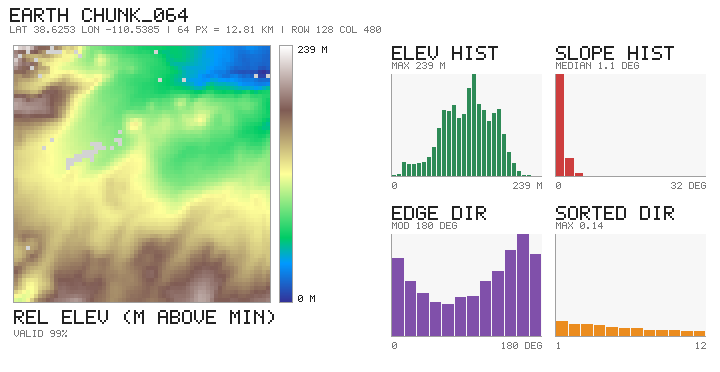 EARTH CHUNK_064
LAT 38.6253 LON -110.5385 | 64 PX = 12.81 KM | ROW 128 COL 480
239 M
0 M
REL ELEV (M ABOVE MIN)
VALID 99%
ELEV HIST
MAX 239 M
0 239 M
SLOPE HIST
MEDIAN 1.1 DEG
0 32 DEG
EDGE DIR
MOD 180 DEG
0 180 DEG
SORTED DIR
MAX 0.14
1 12